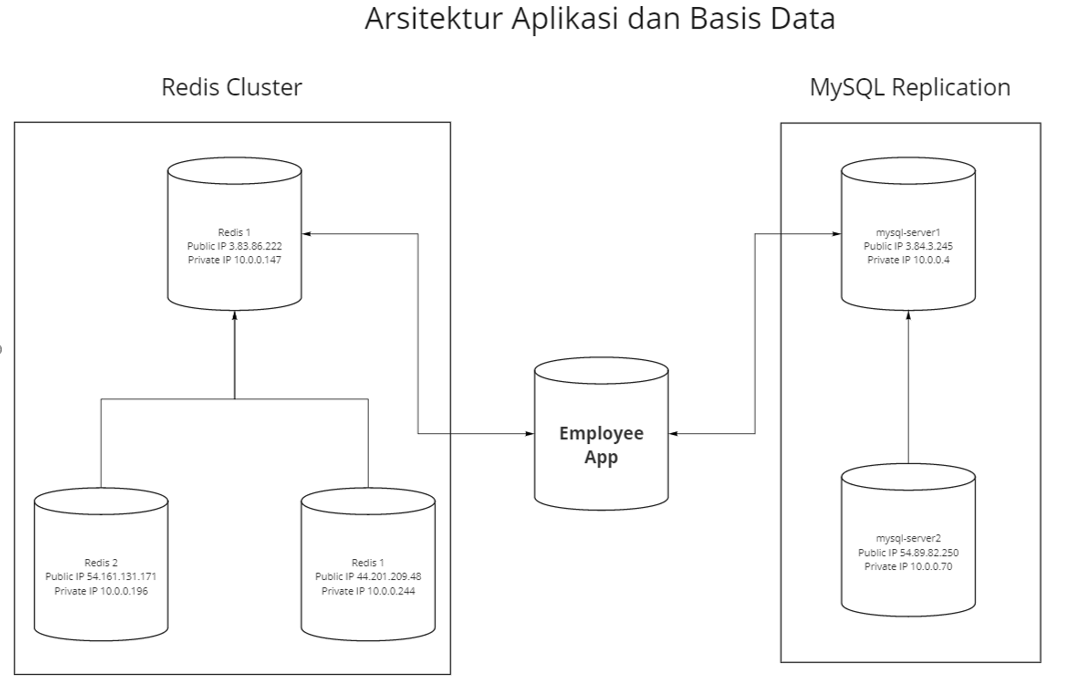 Arsitektur Aplikasi dan Basis Data
Redis Cluster
MySQL Replication
Redis 1
Public IP 3.83.86.222
Private IP 10.0.0.147
mysql-server1
Public IP 3.84.3.245
Private IP 10.0.0.4
Employee
App
Redis 2
Public IP 54.161.131.171
Private IP 10.0.0.196
Redis 1
Public IP 44.201.209.48
Private IP 10.0.0.244
mysql-server2
Public IP 54.89.82.250
Private IP 10.0.0.70